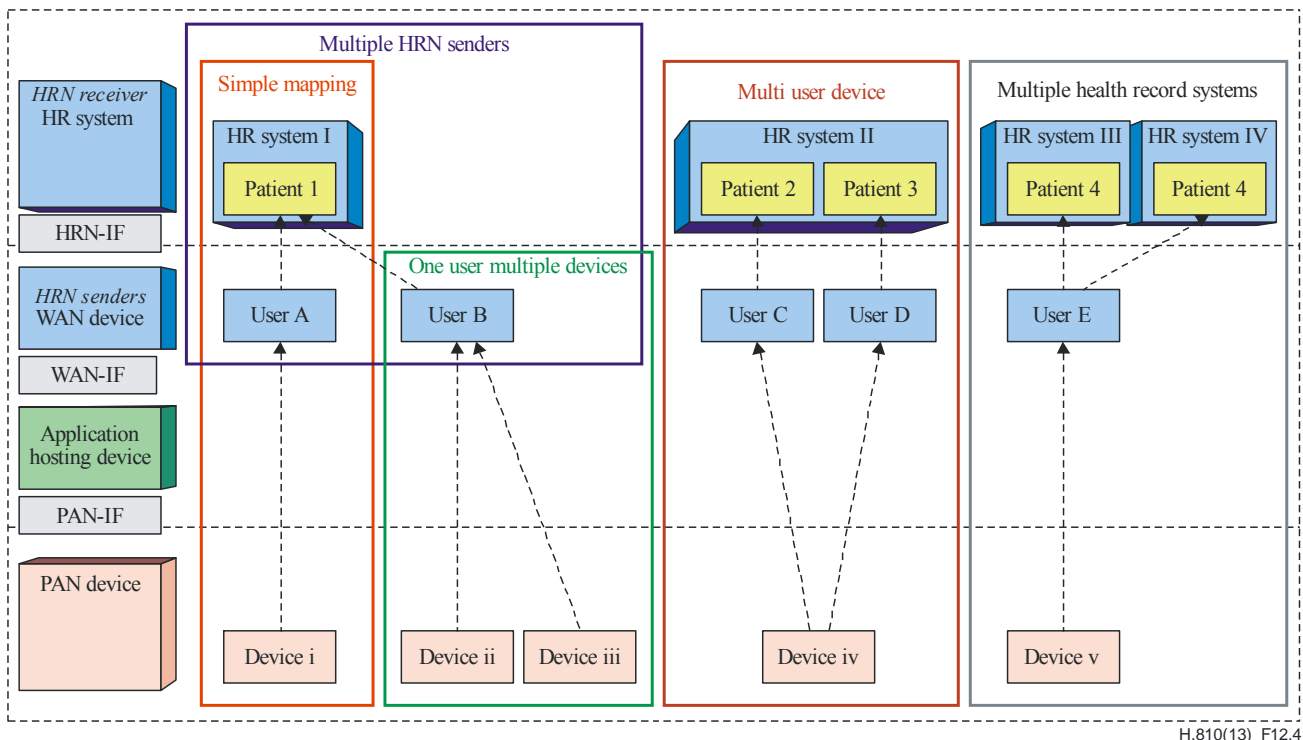 Multiple HRN senders
Simple mapping
Multi user device
Multiple health record systems
HRN receiver
HR system
HR system I
HR system II
HR system III
HR system IV
Patient 1
Patient 2
Patient 3
Patient 4
Patient 4
HRN-IF
One user multiple devices
HRN senders
WAN device
User A
User B
User C
User D
User E
WAN-IF
Application
hosting device
PAN-IF
PAN device
Device i
Device ii
Device iii
Device iv
Device v
H.810(13)_F12.4